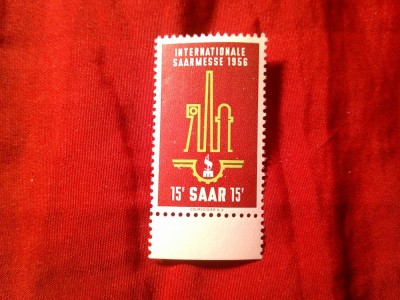 INTERNATIONALE
SAARMESSE 1956
15F SAAR 15F